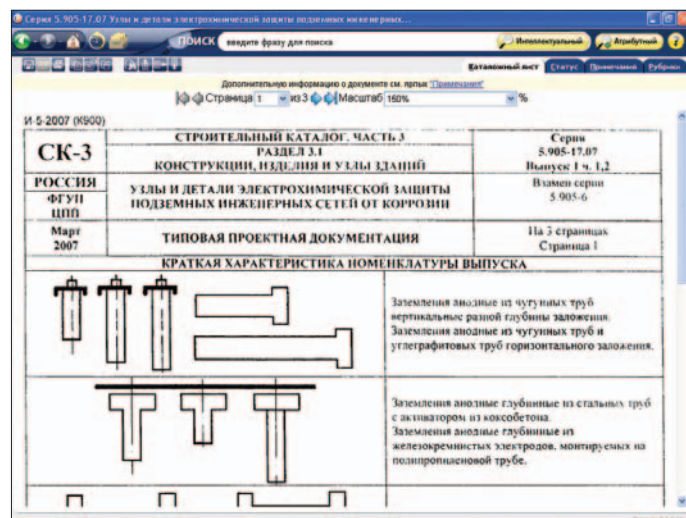 Серия 5.905-17.07 Узлы и детали электрохимической защиты подземных инженерных...
ПОИСК введите фразу для поиска Интеллектуальный Атрибутный ?
Каталожный лист Статус Примечания Рубрики
Дополнительную информацию о документе см. ярлык "Примечания"
Страница 1 из 3 Масштаб 160% %
И-5-2007 (К900)
СК-3
СТРОИТЕЛЬНЫЙ КАТАЛОГ. ЧАСТЬ 3
РАЗДЕЛ 3.1
КОНСТРУКЦИИ, ИЗДЕЛИЯ И УЗЛЫ ЗДАНИЙ
Серия
5.905-17.07
Выпуск 1 ч. 1,2
РОССИЯ
ФГУП
ЦПП
УЗЛЫ И ДЕТАЛИ ЭЛЕКТРОХИМИЧЕСКОЙ ЗАЩИТЫ
ПОДЗЕМНЫХ ИНЖЕНЕРНЫХ СЕТЕЙ ОТ КОРРОЗИИ
Взамен серии
5.905-6
Март
2007
ТИПОВАЯ ПРОЕКТНАЯ ДОКУМЕНТАЦИЯ
На 3 страницах
Страница 1
КРАТКАЯ ХАРАКТЕРИСТИКА НОМЕНКЛАТУРЫ ВЫПУСКА
Заземления анодные из чугунных труб
вертикальные разной глубины заложения.
Заземления анодные из чугунных труб и
углеграфитовых труб горизонтального заложения.
Заземления анодные глубинные из стальных труб
с активатором из коксобетона.
Заземления анодные глубинные из
железокремнистых электродов, монтируемых на
полипропиленовой трубе.